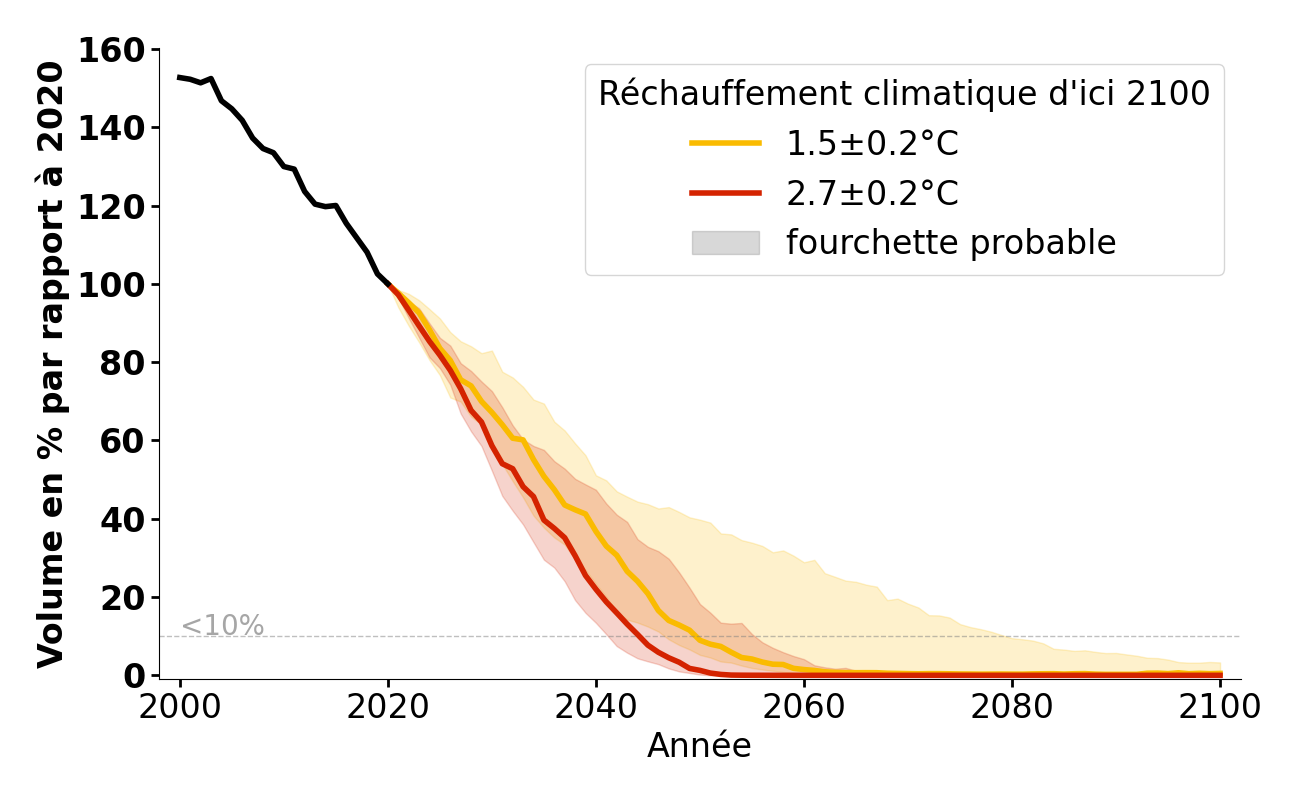 Volume en % par rapport à 2020
160
140
120
100
80
60
40
20
0
<10%
Réchauffement climatique d'ici 2100
1.5±0.2°C
2.7±0.2°C
fourchette probable
2000 2020 2040 2060 2080 2100
Année